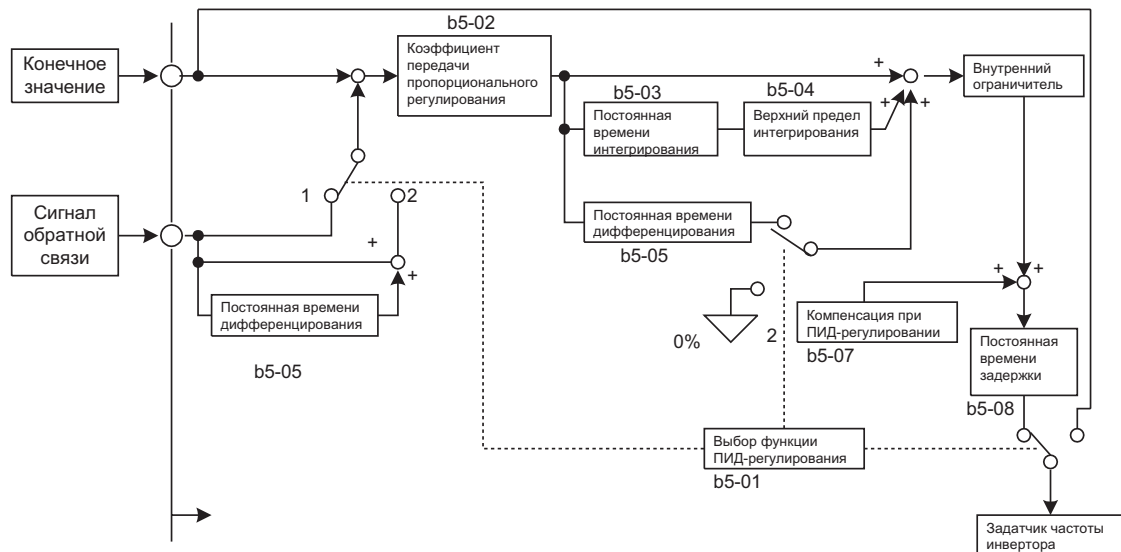 b5-02
Конечное
значение
Коэффициент
передачи
пропорционального
регулирования
+
Внутренний
ограничитель
b5-03
b5-04
+
+
Постоянная
времени
интегрирования
Верхний предел
интегрирования
1
2
Сигнал
обратной
связи
Постоянная времени
дифференцирования
b5-05
+
+
+
+
Постоянная времени
дифференцирования
b5-05
0%
2
Компенсация при
ПИД-регулировании
b5-07
Постоянная
времени
задержки
b5-08
Выбор функции
ПИД-регулирования
b5-01
Задатчик частоты
инвертора